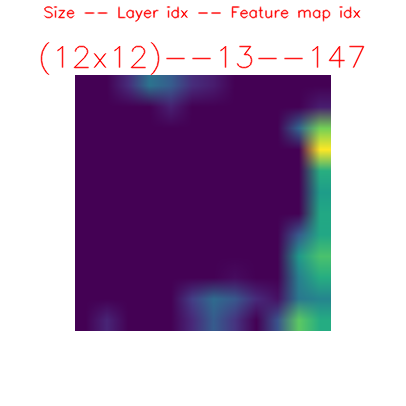 Size -- Layer idx -- Feature map idx
(12x12)--13--147